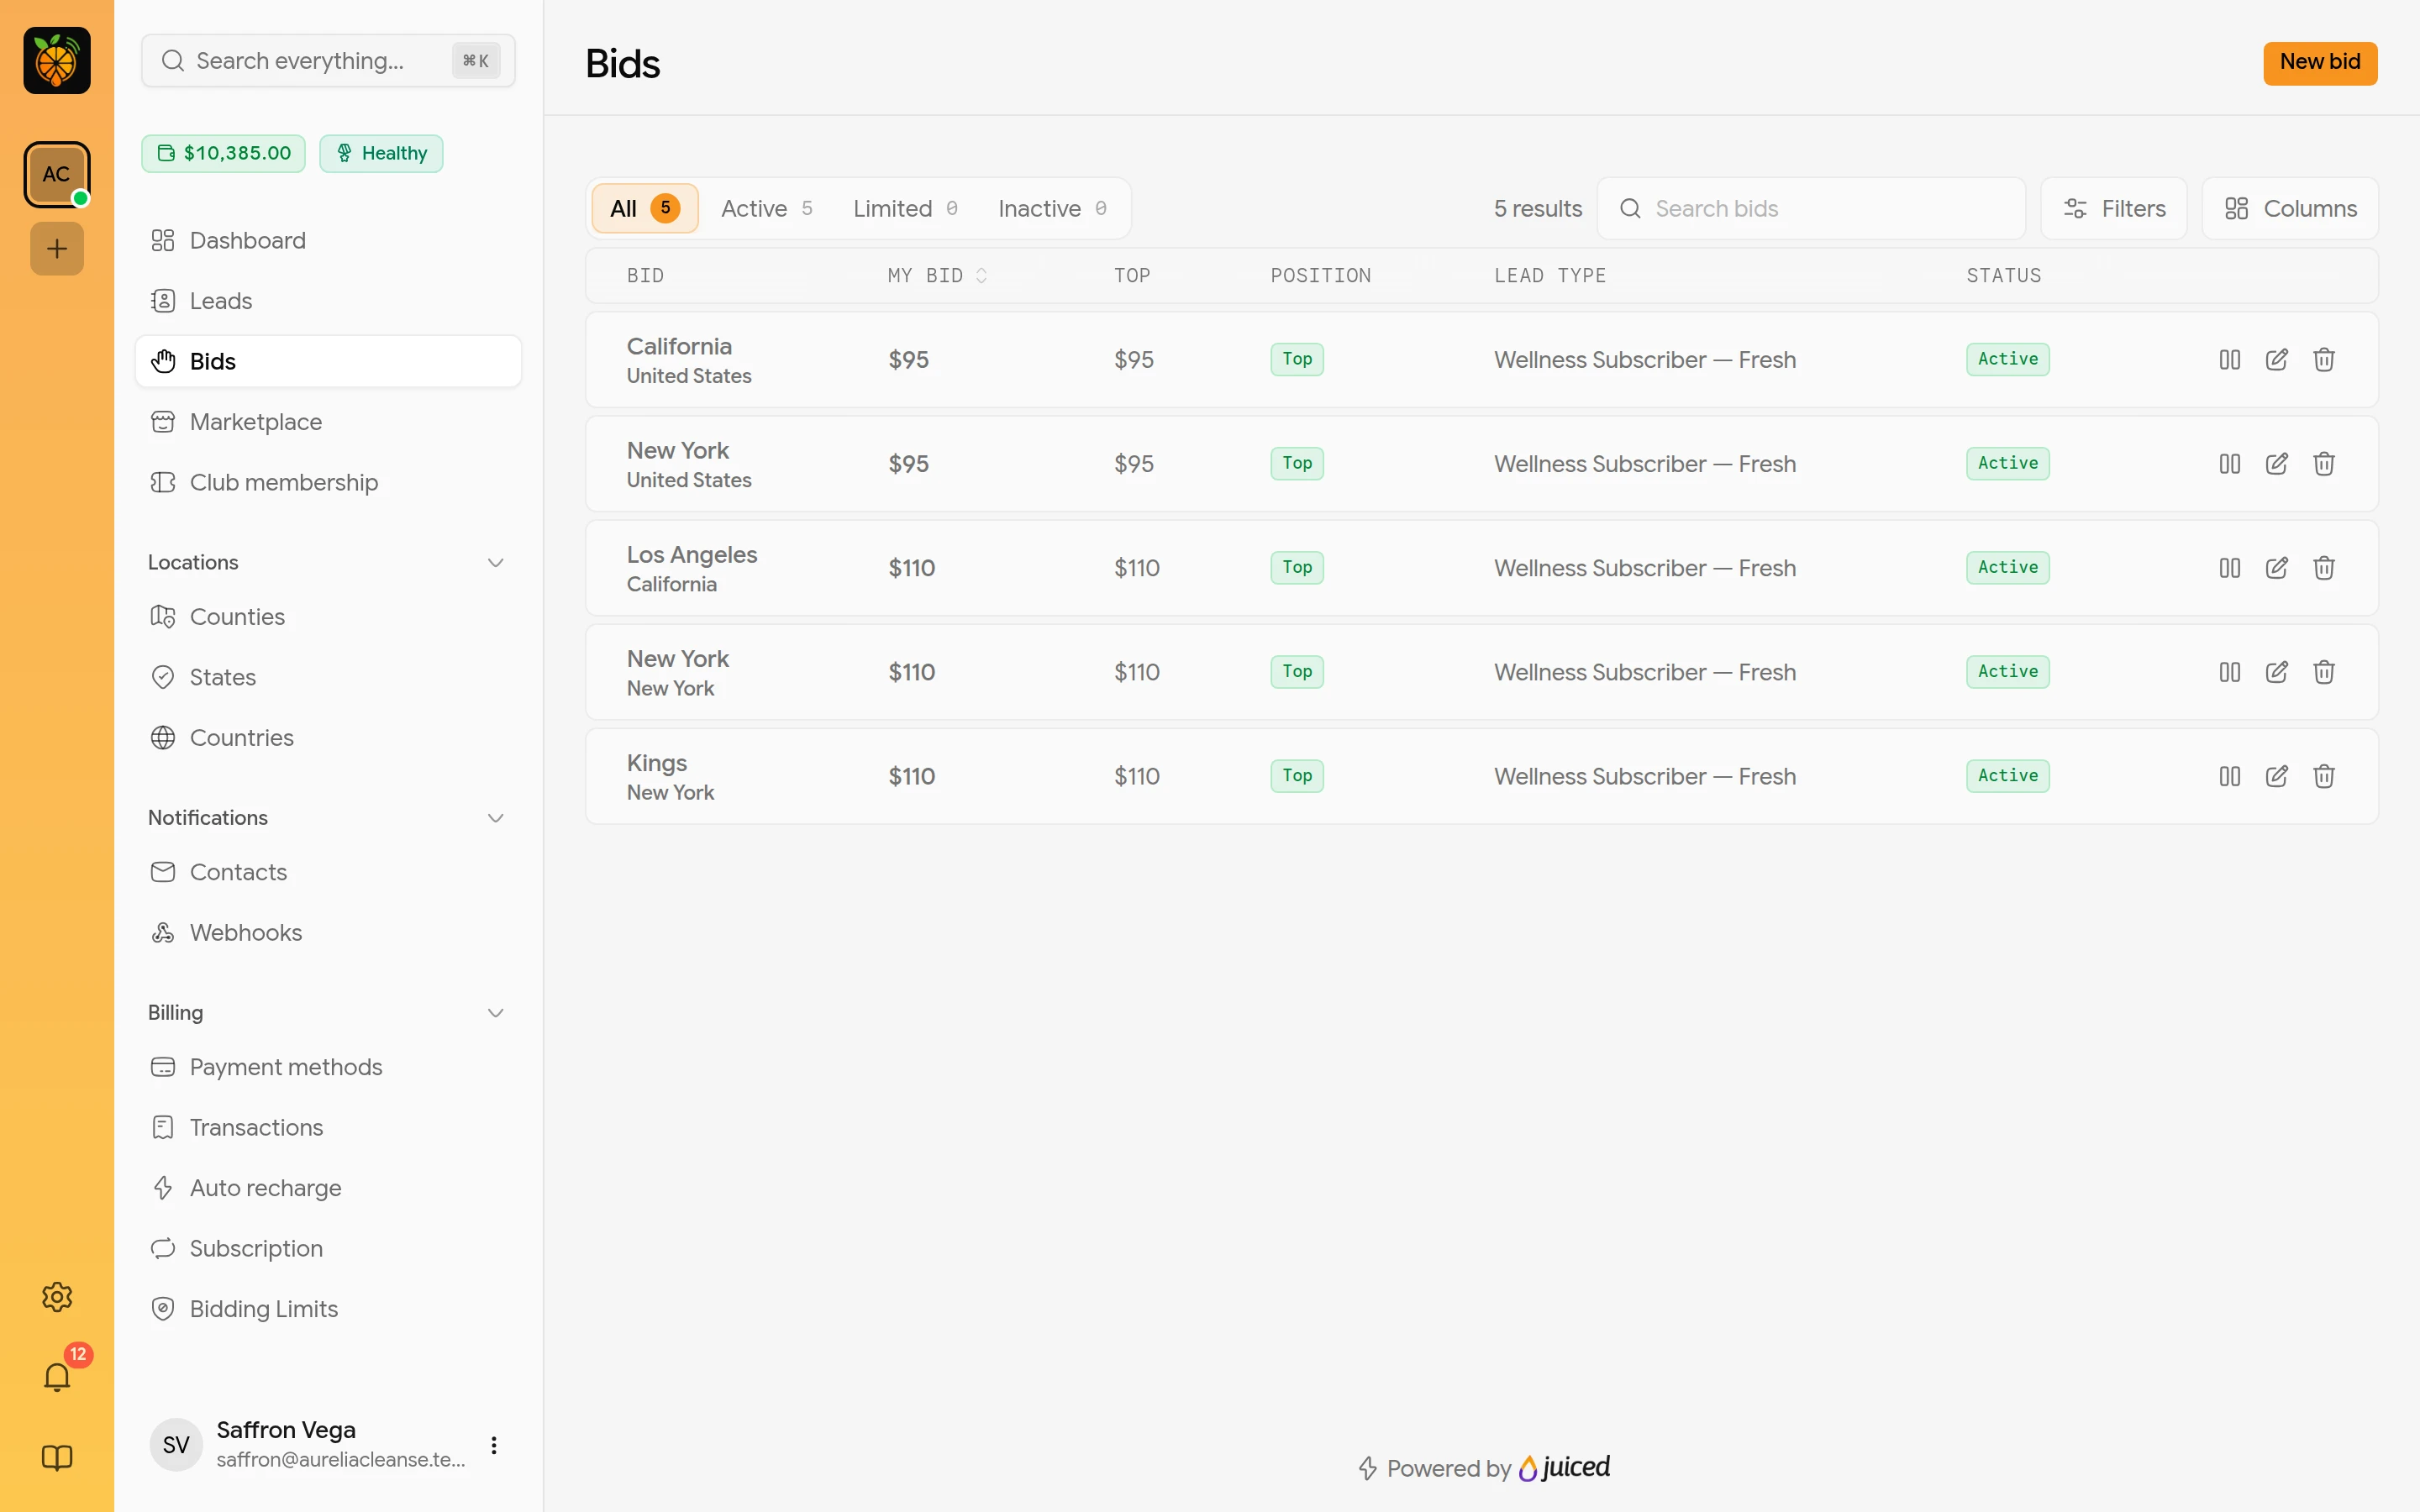 Search everything...
⌘K
Bids
New bid
AC
$10,385.00
Healthy
All 5
Active 5
Limited 0
Inactive 0
5 results
Search bids
Filters
Columns
Dashboard
Leads
Bids
Marketplace
Club membership
Locations
Counties
States
Countries
Notifications
Contacts
Webhooks
Billing
Payment methods
Transactions
Auto recharge
Subscription
Bidding Limits
12
SV
Saffron Vega
saffron@aureliacleanse.te...
BID MY BID TOP POSITION LEAD TYPE STATUS
California
United States
$95 $95 Top Wellness Subscriber — Fresh Active
New York
United States
$95 $95 Top Wellness Subscriber — Fresh Active
Los Angeles
California
$110 $110 Top Wellness Subscriber — Fresh Active
New York
New York
$110 $110 Top Wellness Subscriber — Fresh Active
Kings
New York
$110 $110 Top Wellness Subscriber — Fresh Active
Powered by juiced